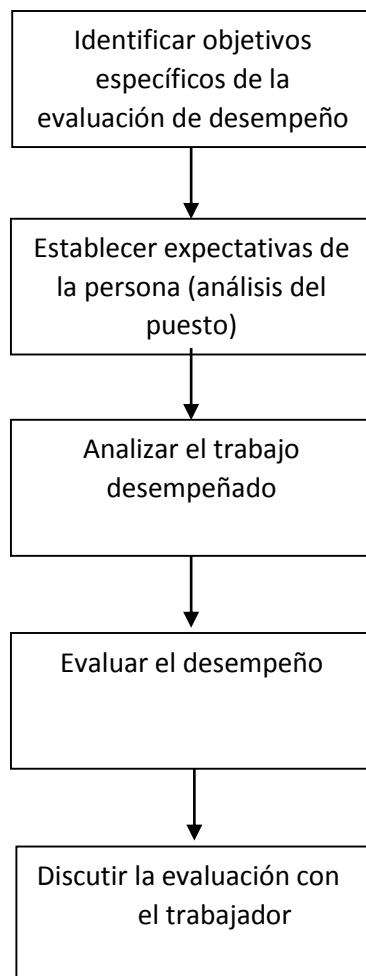 Identificar objetivos
específicos de la
evaluación de desempeño
Establecer expectativas de
la persona (análisis del
puesto)
Analizar el trabajo
desempeñado
Evaluar el desempeño
Discutir la evaluación con
el trabajador